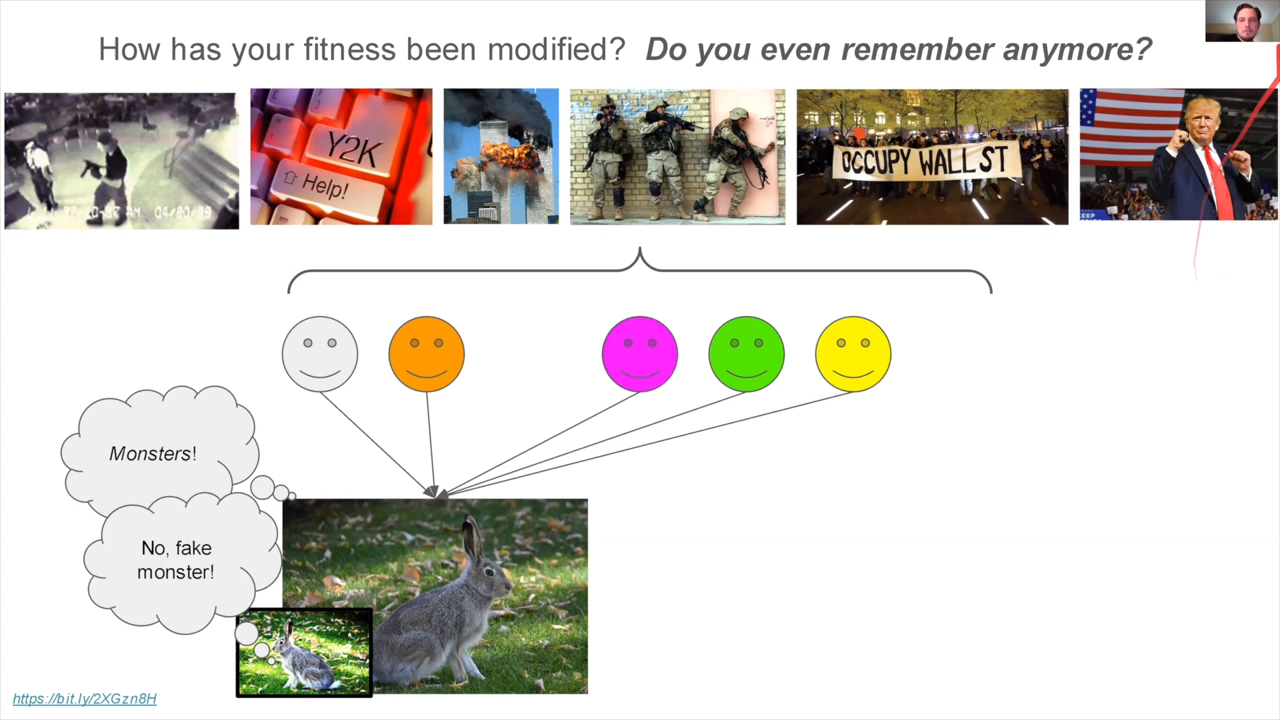 How has your fitness been modified? Do you even remember anymore?
Y2K
Help!
OCCUPY WALL ST
Monsters!
No, fake
monster!
https://bit.ly/2XGzn8H